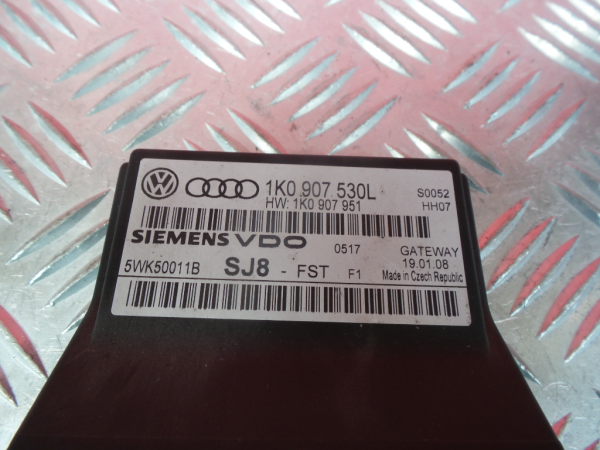 1K0 907 530L S0052
HW: 1K0 907 951 HH07
SIEMENS VDO 0517 GATEWAY
19.01.08
5WK50011B SJ8 - FST F1 Made in Czech Republic